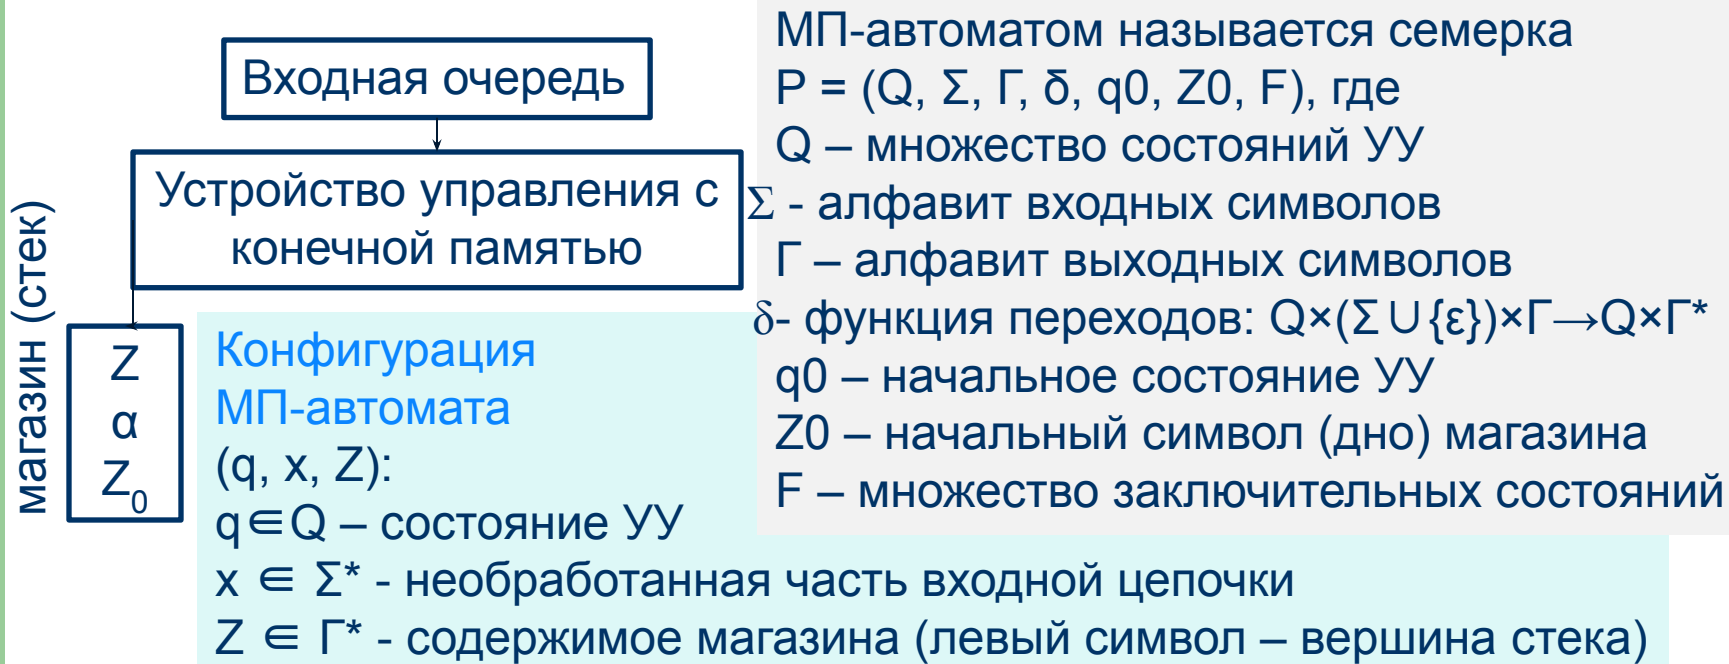 Входная очередь
Устройство управления с
конечной памятью
магазин (стек)
Z
α
Z₀
МП-автоматом называется семерка
P = (Q, Σ, Γ, δ, q0, Z0, F), где
Q – множество состояний УУ
Σ - алфавит входных символов
Γ – алфавит выходных символов
δ- функция переходов: Q×(Σ∪{ε})×Γ→Q×Γ*
q0 – начальное состояние УУ
Z0 – начальный символ (дно) магазина
F – множество заключительных состояний
Конфигурация
МП-автомата
(q, x, Z):
q∈Q – состояние УУ
x ∈ Σ* - необработанная часть входной цепочки
Z ∈ Γ* - содержимое магазина (левый символ – вершина стека)